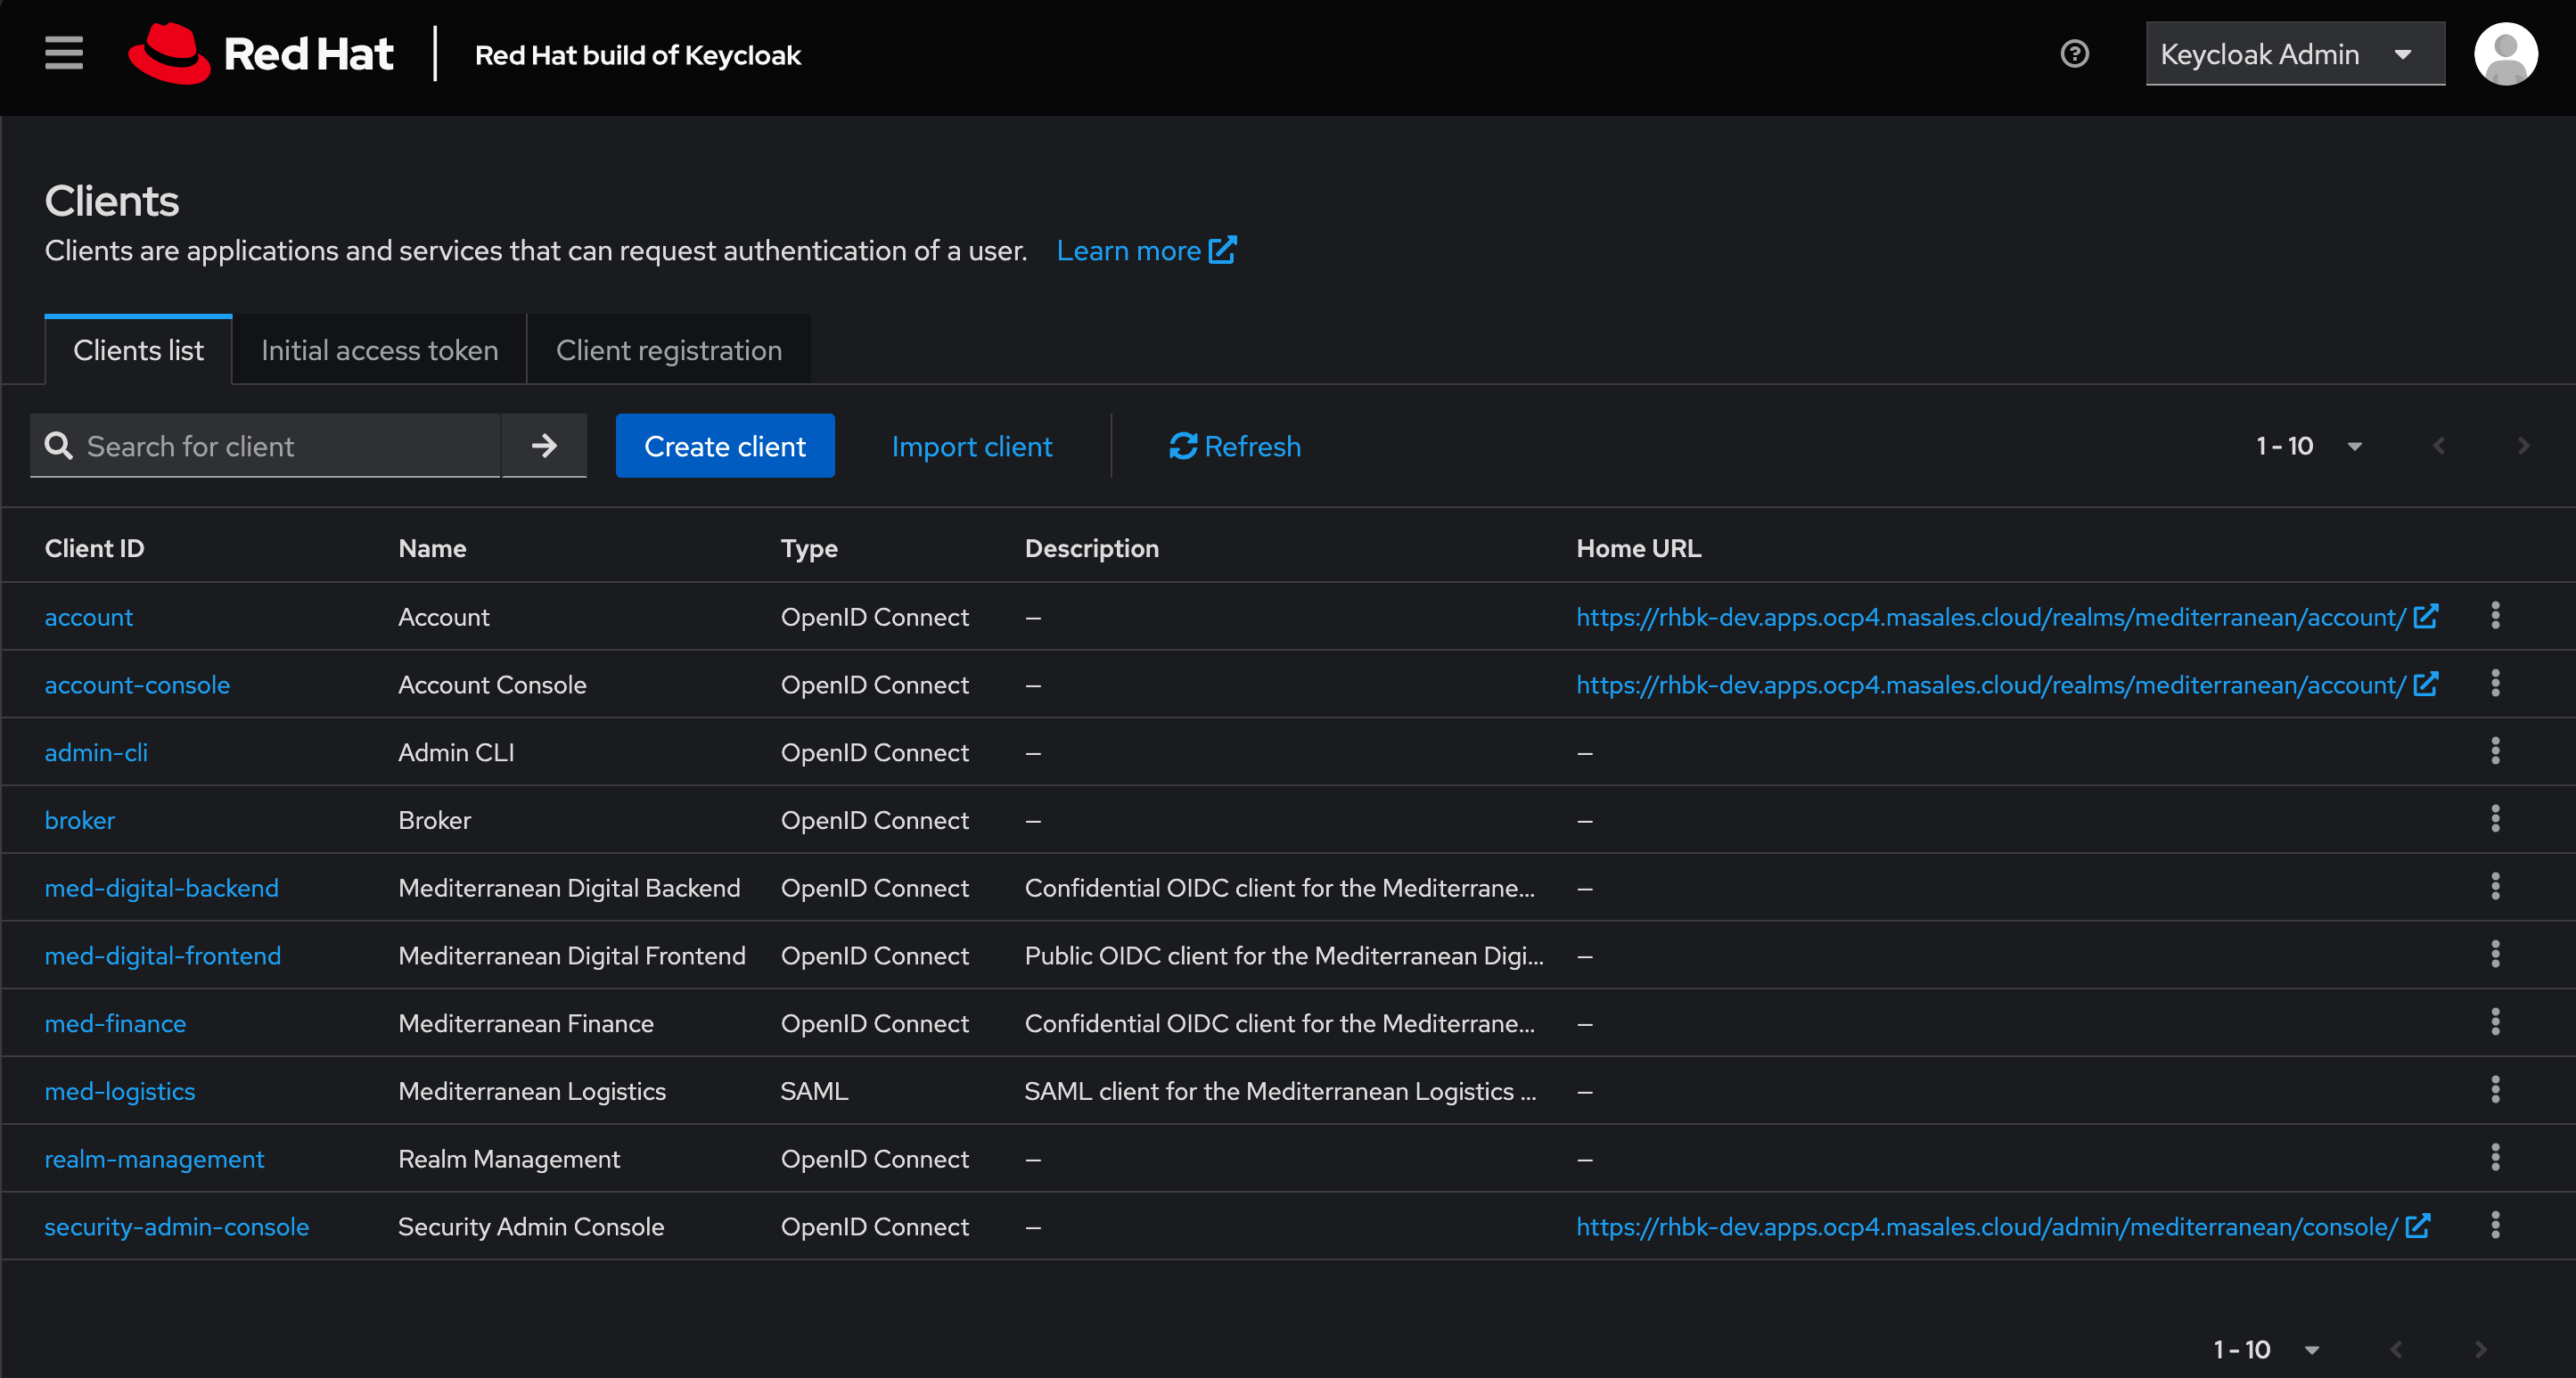 Red Hat | Red Hat build of Keycloak Keycloak Admin
Clients
Clients are applications and services that can request authentication of a user. Learn more
Clients list Initial access token Client registration
Search for client Create client Import client Refresh 1 - 10
Client ID Name Type Description Home URL
account Account OpenID Connect – https://rhbk-dev.apps.ocp4.masales.cloud/realms/mediterranean/account/
account-console Account Console OpenID Connect – https://rhbk-dev.apps.ocp4.masales.cloud/realms/mediterranean/account/
admin-cli Admin CLI OpenID Connect – –
broker Broker OpenID Connect – –
med-digital-backend Mediterranean Digital Backend OpenID Connect Confidential OIDC client for the Mediterrane... –
med-digital-frontend Mediterranean Digital Frontend OpenID Connect Public OIDC client for the Mediterranean Digi... –
med-finance Mediterranean Finance OpenID Connect Confidential OIDC client for the Mediterrane... –
med-logistics Mediterranean Logistics SAML SAML client for the Mediterranean Logistics ... –
realm-management Realm Management OpenID Connect – –
security-admin-console Security Admin Console OpenID Connect – https://rhbk-dev.apps.ocp4.masales.cloud/admin/mediterranean/console/
1 - 10